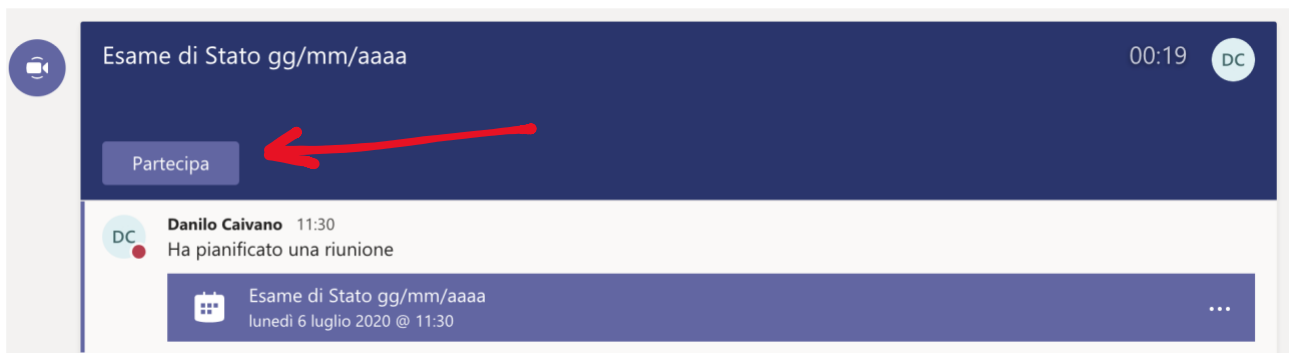 Esame di Stato gg/mm/aaaa
00:19 DC
Partecipa
Danilo Caivano 11:30
DC
Ha pianificato una riunione
Esame di Stato gg/mm/aaaa
lunedì 6 luglio 2020 @ 11:30